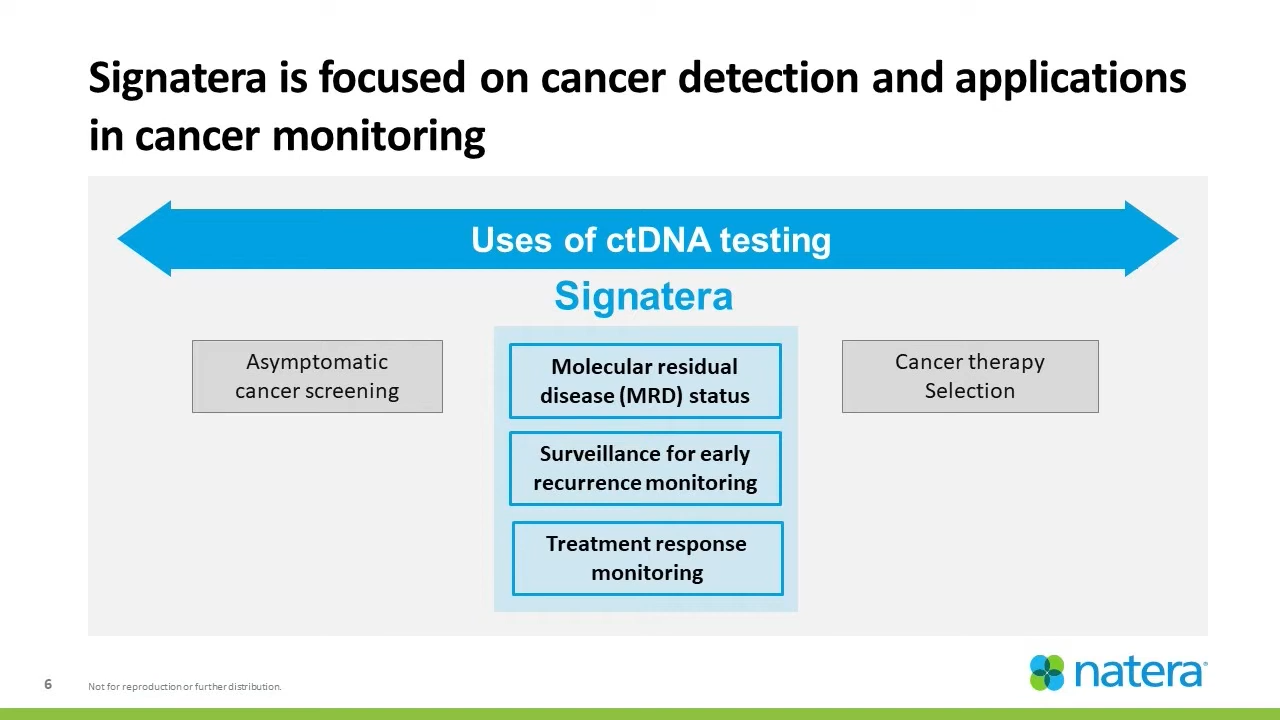 Signatera is focused on cancer detection and applications
in cancer monitoring
Uses of ctDNA testing
Signatera
Asymptomatic
cancer screening
Molecular residual
disease (MRD) status
Surveillance for early
recurrence monitoring
Treatment response
monitoring
Cancer therapy
Selection
6
Not for reproduction or further distribution.
natera